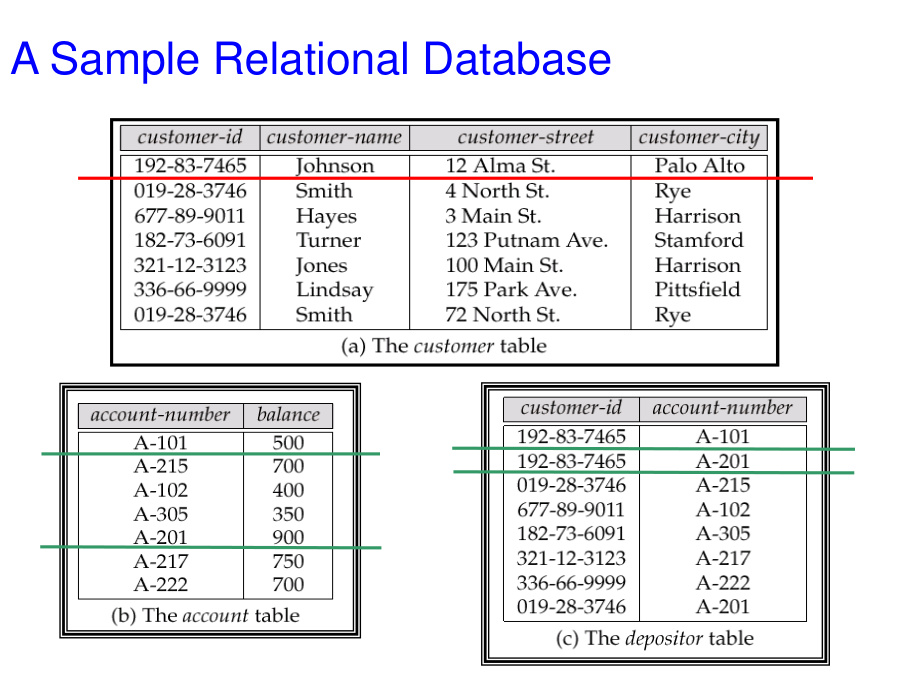 A Sample Relational Database
customer-id customer-name customer-street customer-city
192-83-7465 Johnson 12 Alma St. Palo Alto
019-28-3746 Smith 4 North St. Rye
677-89-9011 Hayes 3 Main St. Harrison
182-73-6091 Turner 123 Putnam Ave. Stamford
321-12-3123 Jones 100 Main St. Harrison
336-66-9999 Lindsay 175 Park Ave. Pittsfield
019-28-3746 Smith 72 North St. Rye
(a) The customer table
account-number balance
A-101 500
A-215 700
A-102 400
A-305 350
A-201 900
A-217 750
A-222 700
(b) The account table
customer-id account-number
192-83-7465 A-101
192-83-7465 A-201
019-28-3746 A-215
677-89-9011 A-102
182-73-6091 A-305
321-12-3123 A-217
336-66-9999 A-222
019-28-3746 A-201
(c) The depositor table